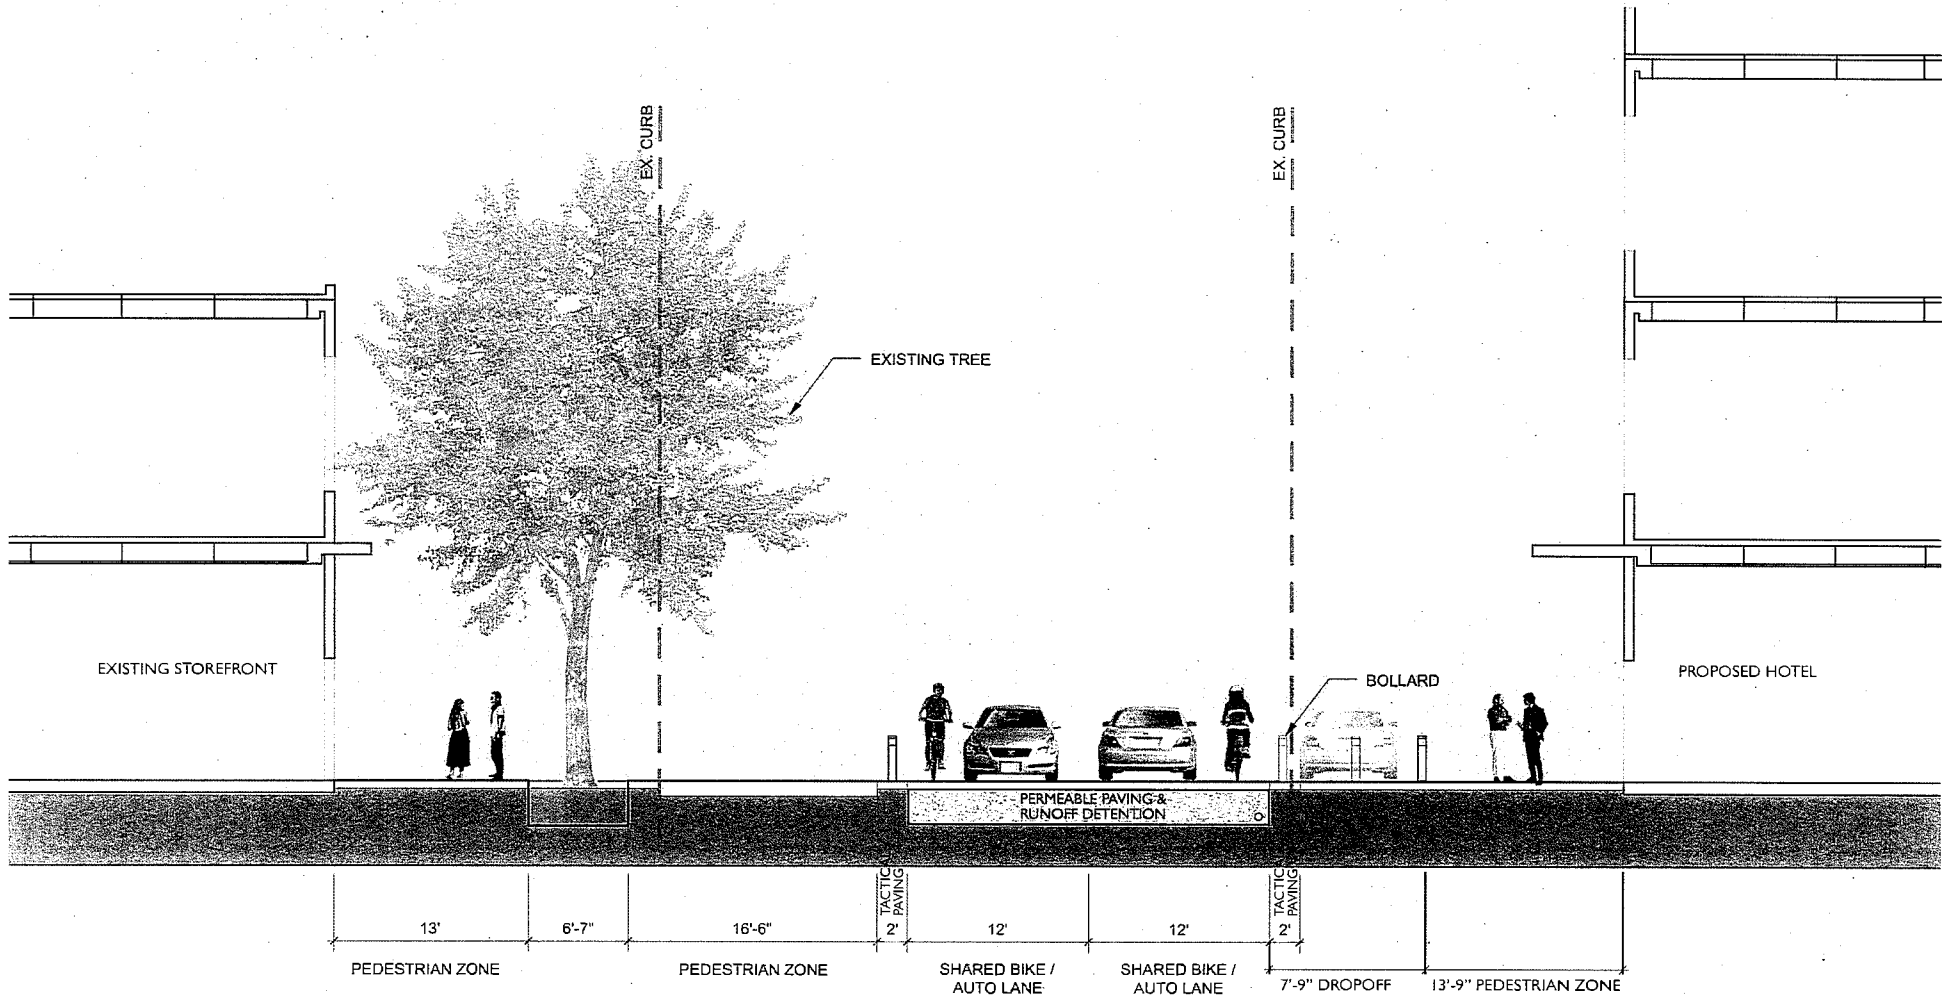 EX. CURB
EX. CURB
EXISTING TREE
EXISTING STOREFRONT
BOLLARD
PROPOSED HOTEL
PERMEABLE PAVING &
RUNOFF DETENTION
TACTIC
PAVING
TACTIC
PAVING
13'
6'-7"
16'-6"
2'
12'
12'
2'
PEDESTRIAN ZONE
PEDESTRIAN ZONE
SHARED BIKE /
AUTO LANE
SHARED BIKE /
AUTO LANE
7'-9" DROPOFF
13'-9" PEDESTRIAN ZONE